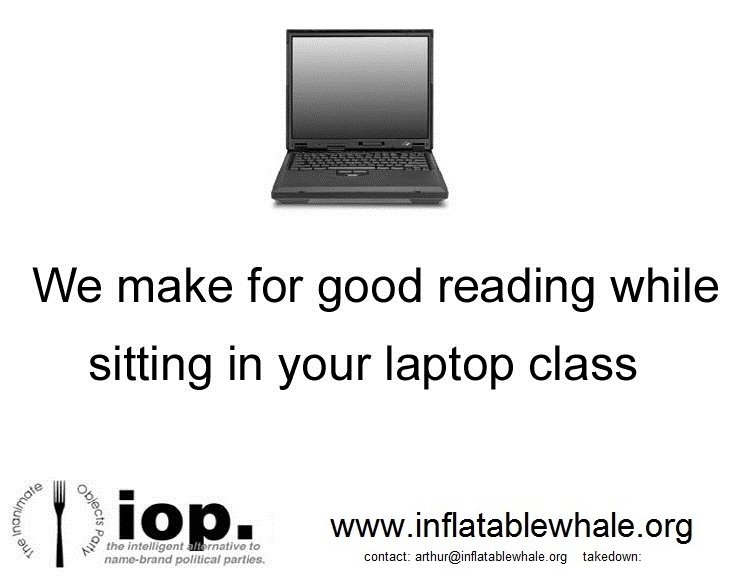 We make for good reading while
sitting in your laptop class
The Inanimate Objects Party
iop.
the intelligent alternative to
name-brand political parties.
www.inflatablewhale.org
contact: arthur@inflatablewhale.org takedown: